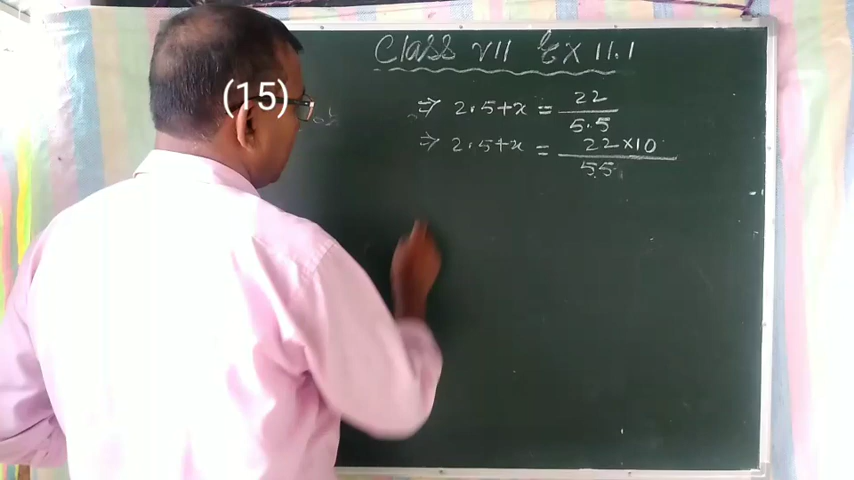 Class VII Ex 11.1
(15)
⇒ 2.5+x = 22/5.5
⇒ 2.5+x = 22×10/55